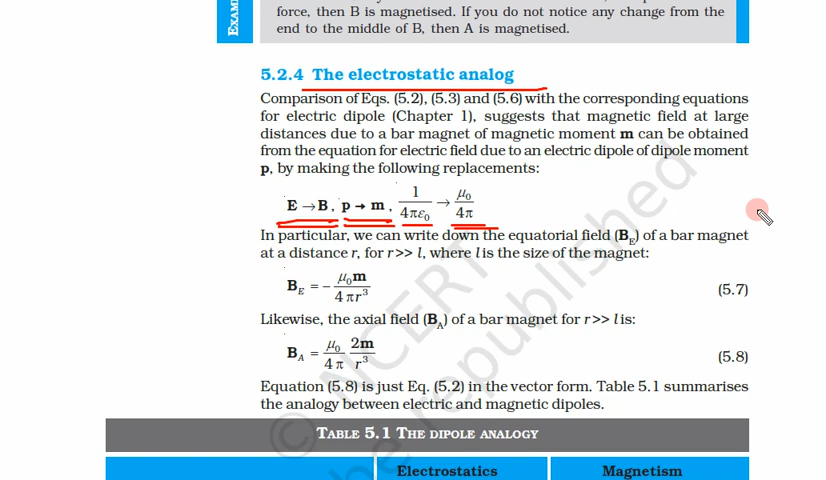 force, then B is magnetised. If you do not notice any change from the
end to the middle of B, then A is magnetised.
5.2.4 The electrostatic analog
Comparison of Eqs. (5.2), (5.3) and (5.6) with the corresponding equations
for electric dipole (Chapter 1), suggests that magnetic field at large
distances due to a bar magnet of magnetic moment m can be obtained
from the equation for electric field due to an electric dipole of dipole moment
p, by making the following replacements:
E → B, p → m, 1/4πε₀ → μ₀/4π
In particular, we can write down the equatorial field (B_E) of a bar magnet
at a distance r, for r>> l, where l is the size of the magnet:
B_E = − μ₀m/4πr³ (5.7)
Likewise, the axial field (B_A) of a bar magnet for r>> l is:
B_A = μ₀/4π 2m/r³ (5.8)
Equation (5.8) is just Eq. (5.2) in the vector form. Table 5.1 summarises
the analogy between electric and magnetic dipoles.
TABLE 5.1 THE DIPOLE ANALOGY
Electrostatics Magnetism
© NCERT
be republished